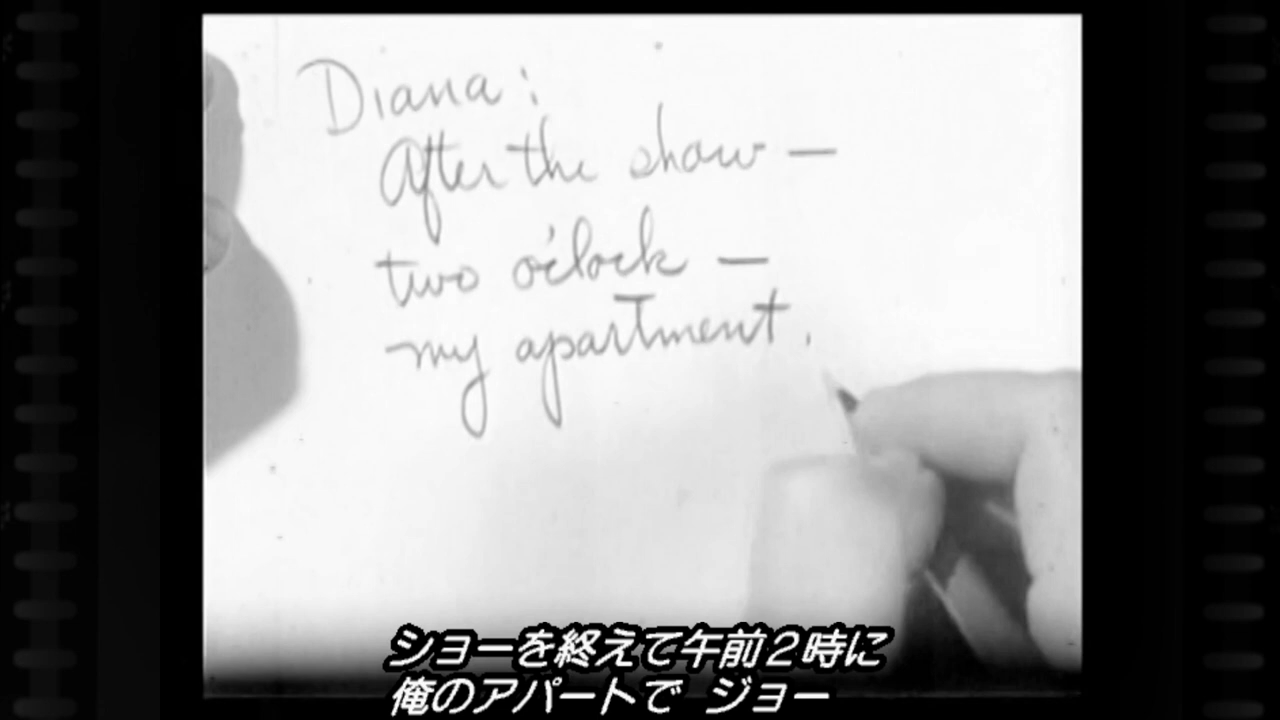 Diana:
After the show —
two o'clock —
my apartment.
ショーを終えて午前２時に
俺のアパートで ジョー